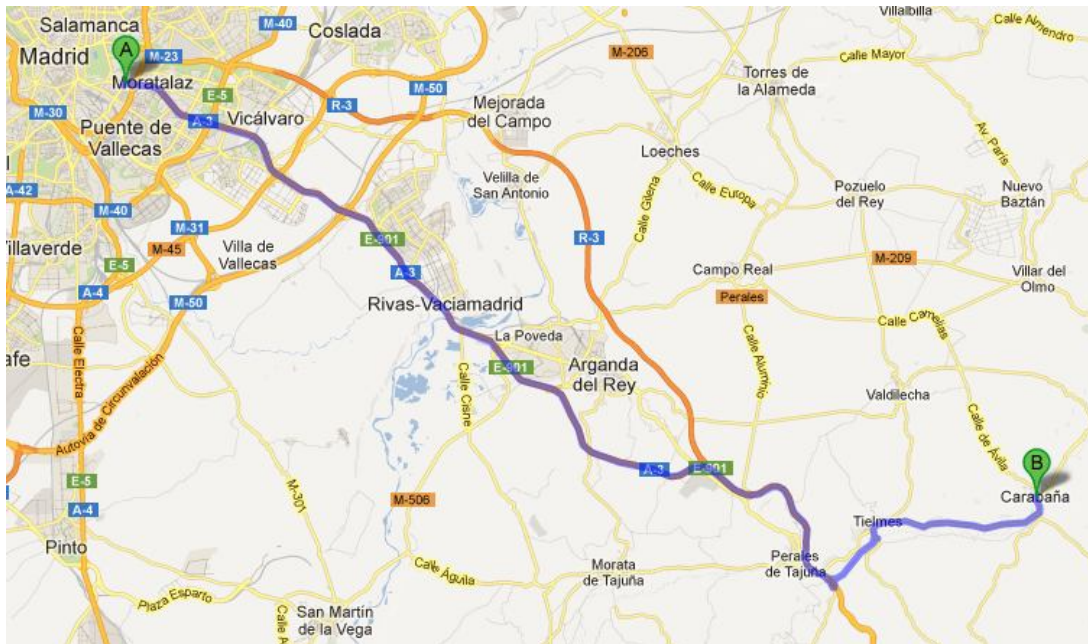 Salamanca
Madrid
A
Moratalaz
M-23
M-40
Coslada
M-50
M-206
Villalbilla
Calle Almendro
Calle Mayor
Torres de
la Alameda
E-5
R-3
M-30
Puente de
Vallecas
A-3
Vicálvaro
Mejorada
del Campo
Loeches
Av. París
A-42
M-40
Velilla de
San Antonio
Calle Gilena
Calle Europa
Pozuelo
del Rey
Nuevo
Baztán
M-31
M-45
Villa de
Vallecas
E-901
R-3
E-5
A-4
M-50
A-3
Campo Real
M-209
Villar del
Olmo
Perales
Rivas-Vaciamadrid
Calle Camelias
La Poveda
E-901
Arganda
del Rey
Calle Electra
Calle Cisne
Calle Aluminio
Valdilecha
Autovía de Circunvalación
Calle de Ávila
A-3
E-901
B
Carabaña
E-5
M-301
M-506
A-4
Tielmes
Pinto
Perales
de Tajuña
Calle Águila
Morata
de Tajuña
Plaza Esparto
San Martín
de la Vega